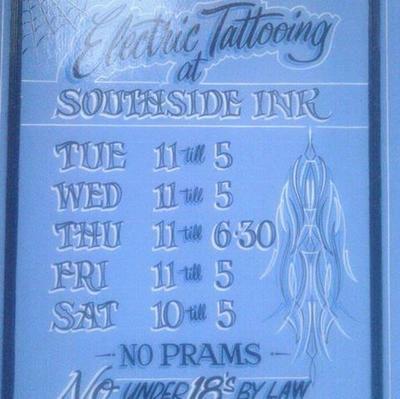 Electric Tattooing
at
SOUTHSIDE INK
TUE 11 till 5
WED 11 till 5
THU 11 till 6·30
FRI 11 till 5
SAT 10 till 5
- NO PRAMS -
NO UNDER 18's BY LAW